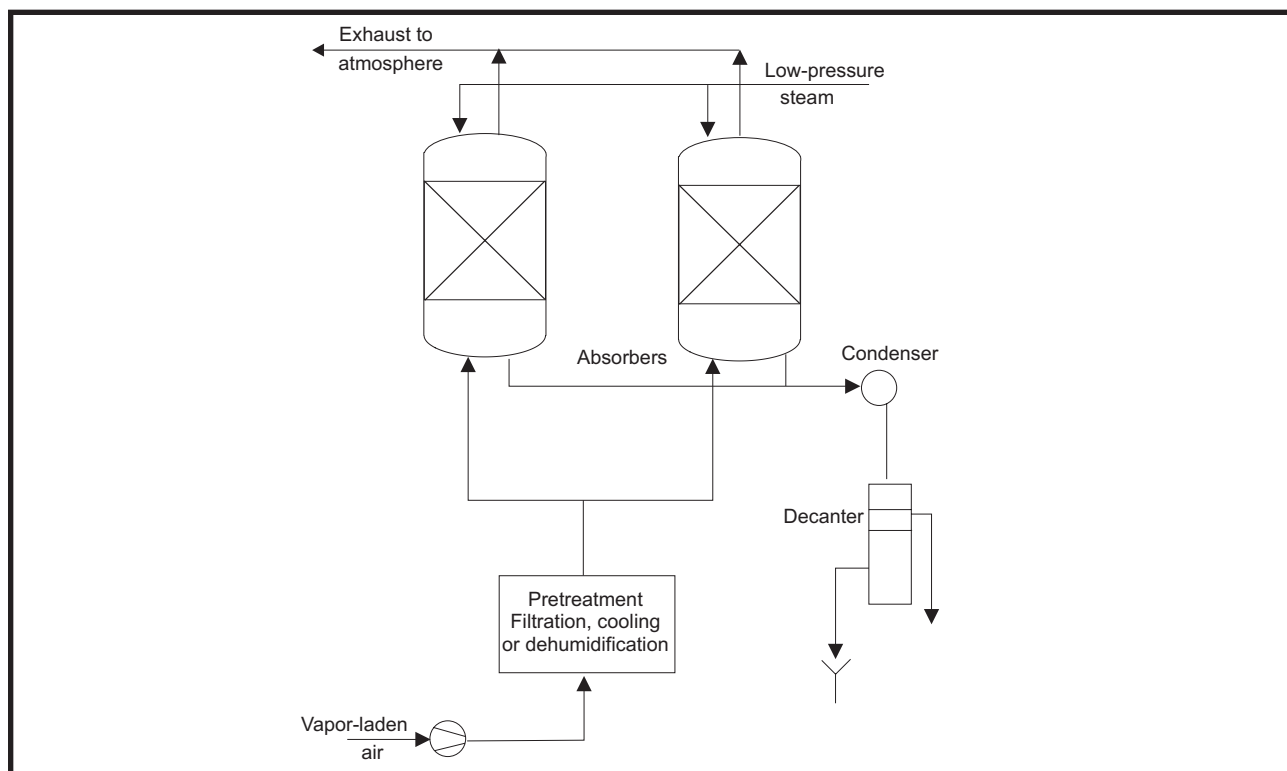 Exhaust to
atmosphere
Low-pressure
steam
Absorbers
Condenser
Decanter
Pretreatment
Filtration, cooling
or dehumidification
Vapor-laden
air